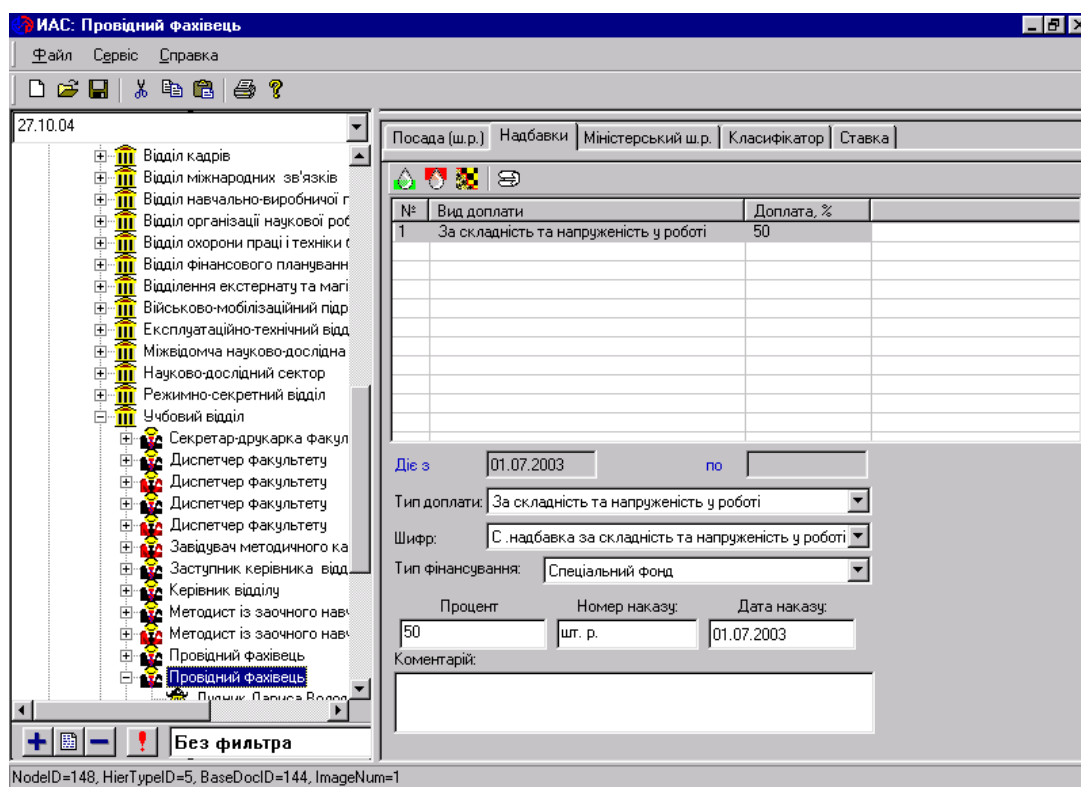 ИАС: Провідний фахівець
Файл Сервіс Справка
27.10.04
Відділ кадрів
Відділ міжнародних зв'язків
Відділ навчально-виробничої г
Відділ організації наукової роб
Відділ охорони праці і техніки б
Відділ фінансового плануванн
Відділення екстернату та магі
Військово-мобілізаційний підр
Експлуатаційно-технічний відд
Міжвідомча науково-дослідна
Науково-дослідний сектор
Режимно-секретний відділ
Учбовий відділ
Секретар-друкарка факул
Диспетчер факультету
Диспетчер факультету
Диспетчер факультету
Диспетчер факультету
Завідувач методичного ка
Заступник керівника відд
Керівник відділу
Методист із заочного навч
Методист із заочного навч
Провідний фахівець
Провідний фахівець
Без фильтра
Посада (ш.р.) Надбавки Міністерський ш.р. Класифікатор Ставка
№ Вид доплати Доплата, %
1 За складність та напруженість у роботі 50
Діє з 01.07.2003 по
Тип доплати: За складність та напруженість у роботі
Шифр: С .надбавка за складність та напруженість у роботі
Тип фінансування: Спеціальний фонд
Процент Номер наказу: Дата наказу:
50 шт. р. 01.07.2003
Коментарій:
NodeID=148, HierTypeID=5, BaseDocID=144, ImageNum=1